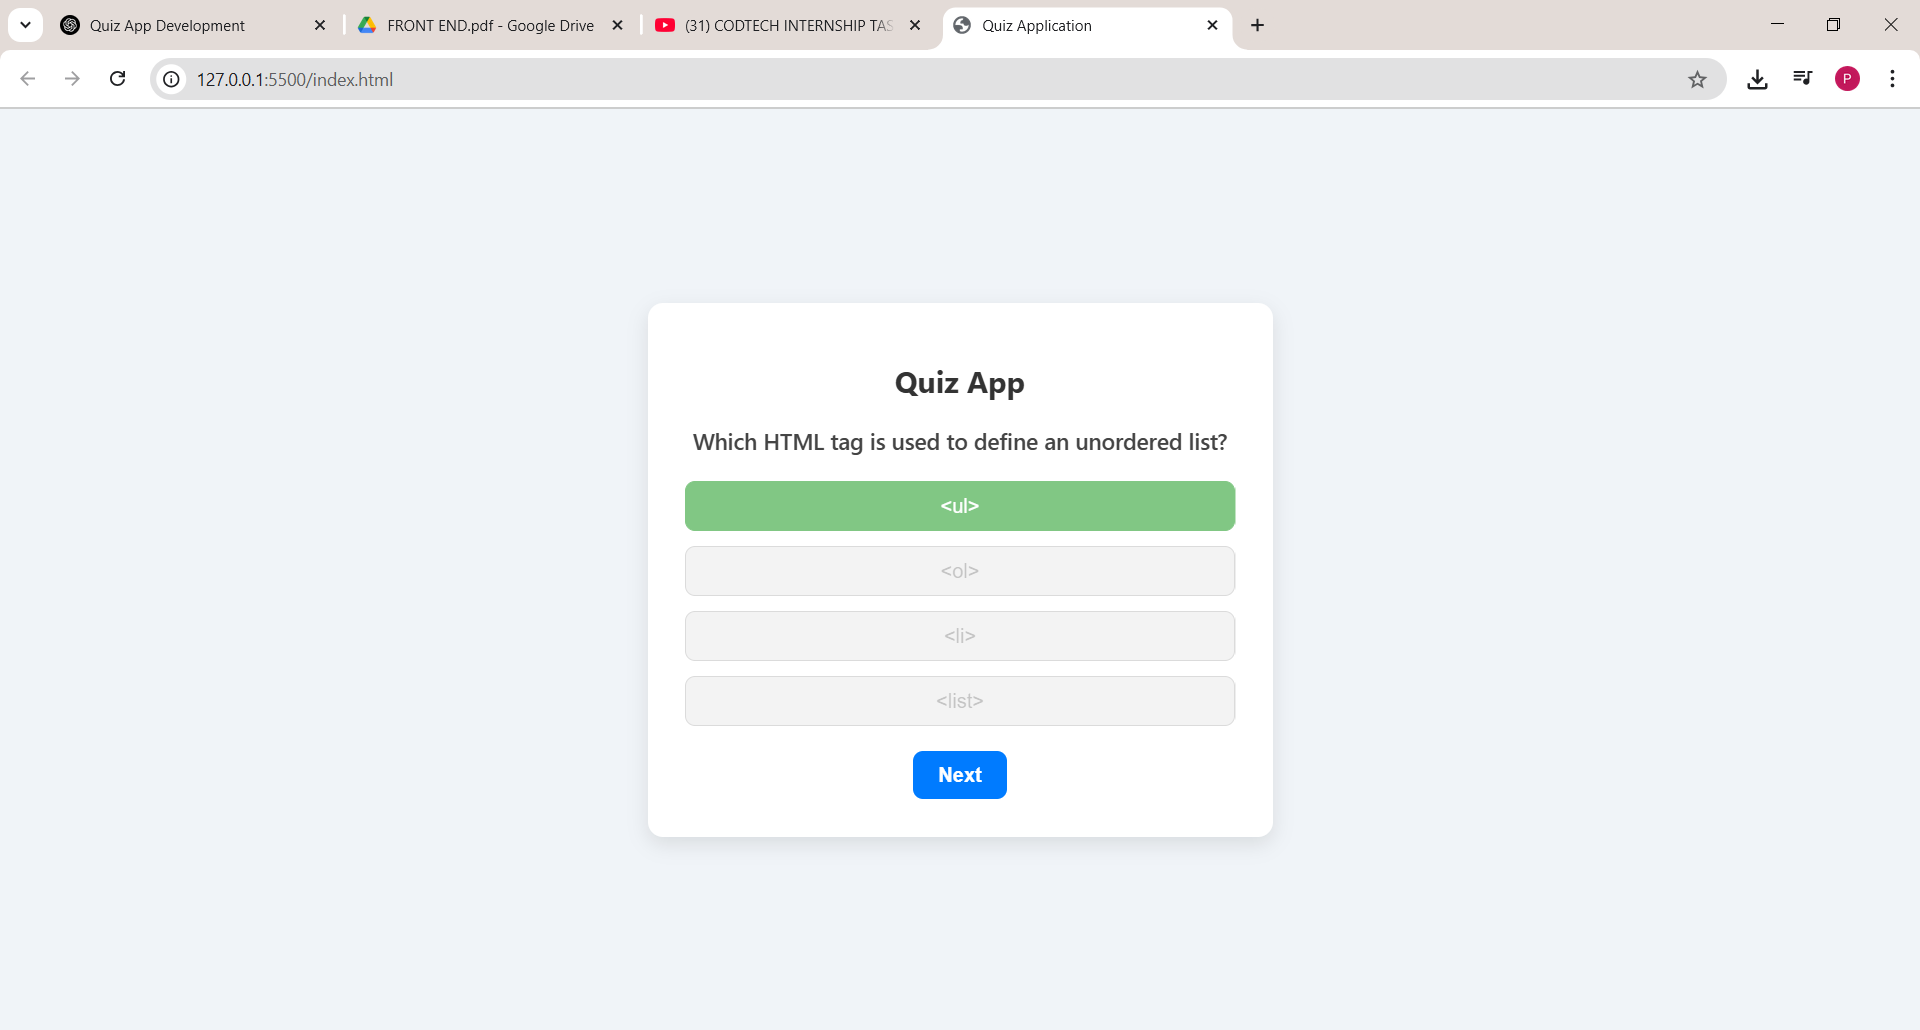 Quiz App Development
FRONT END.pdf - Google Drive
(31) CODTECH INTERNSHIP TAS
Quiz Application
127.0.0.1:5500/index.html
P
Quiz App
Which HTML tag is used to define an unordered list?
<ul>
<ol>
<li>
<list>
Next